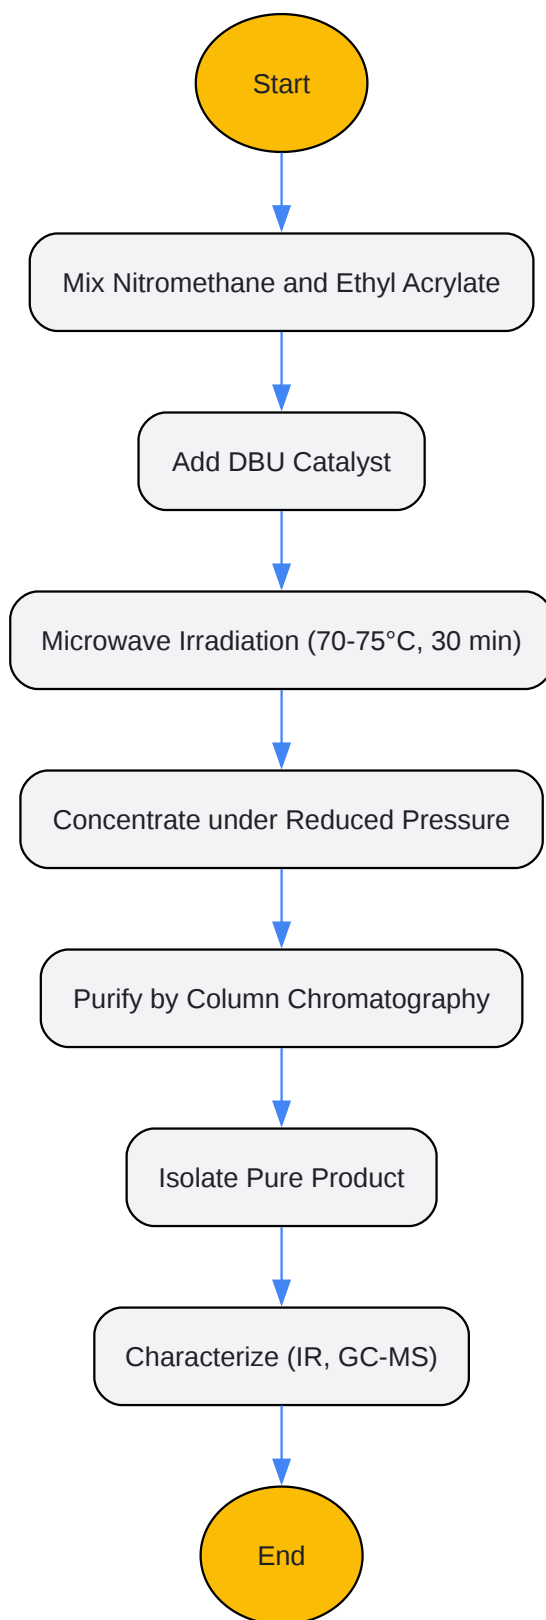 Start
Mix Nitromethane and Ethyl Acrylate
Add DBU Catalyst
Microwave Irradiation (70-75°C, 30 min)
Concentrate under Reduced Pressure
Purify by Column Chromatography
Isolate Pure Product
Characterize (IR, GC-MS)
End